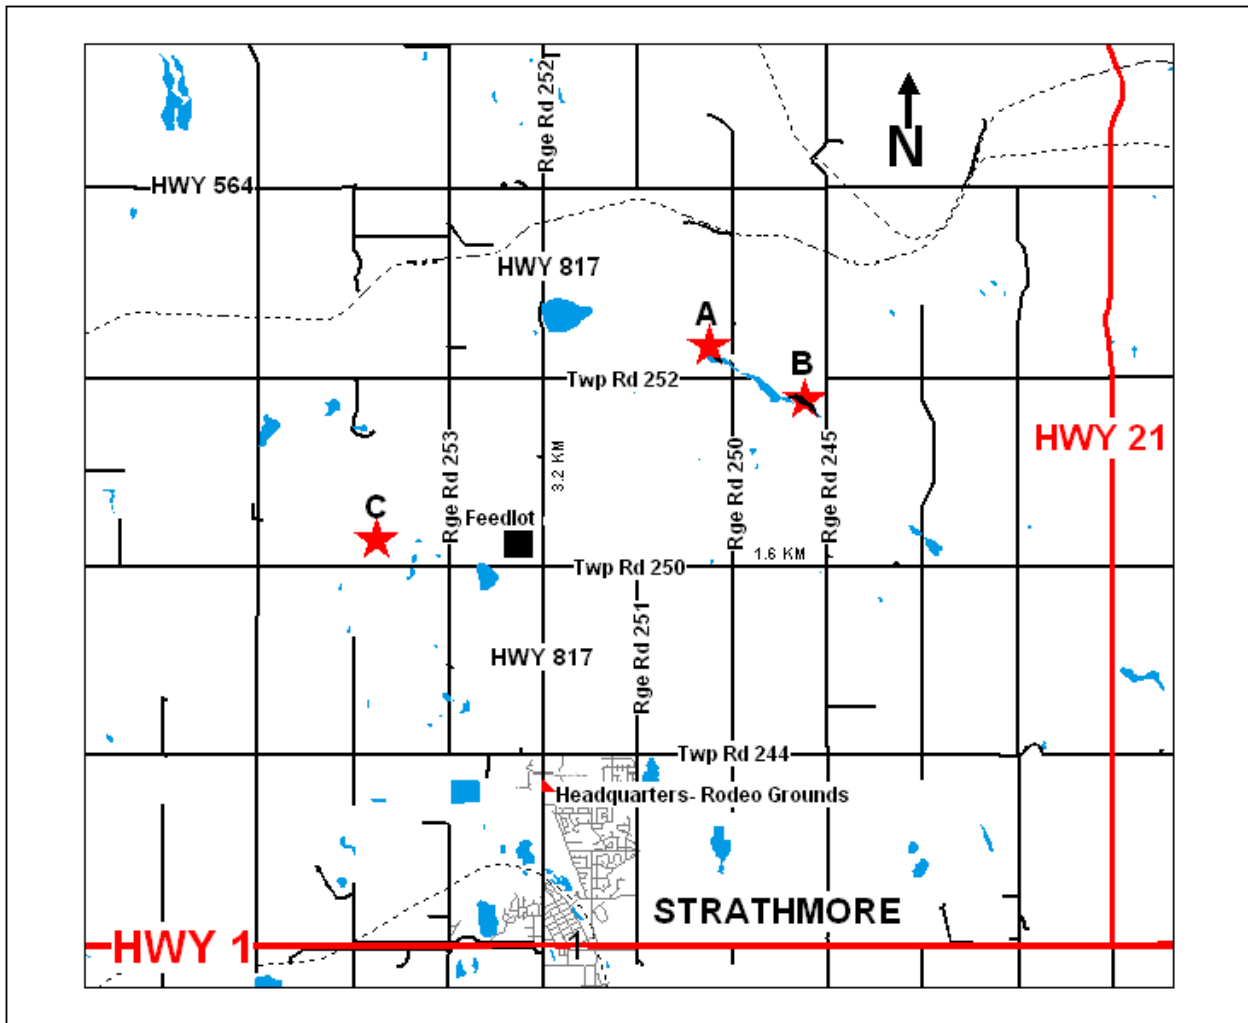 Rge Rd 252
N
HWY 564
HWY 817
A
B
Twp Rd 252
HWY 21
Rge Rd 253
3.2 KM
Rge Rd 250
Rge Rd 245
C
Feedlot
1.6 KM
Twp Rd 250
Rge Rd 251
HWY 817
Twp Rd 244
Headquarters- Rodeo Grounds
STRATHMORE
HWY 1
1